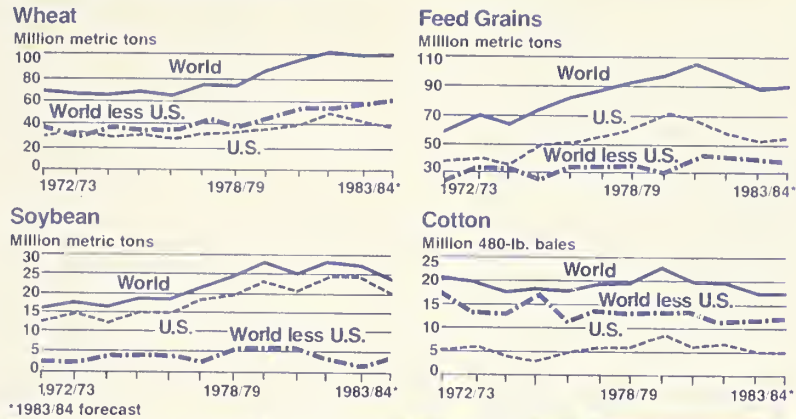 Wheat
Million metric tons
100
80
60
40
20
0
World
World less U.S.
U.S.
1972/73 1978/79 1983/84*
Feed Grains
Million metric tons
110
90
70
50
30
World
U.S.
World less U.S.
1972/73 1978/79 1983/84*
Soybean
Million metric tons
30
25
20
15
10
5
0
World
U.S.
World less U.S.
1972/73 1978/79 1983/84*
Cotton
Million 480-lb. bales
25
20
15
10
5
0
World
World less U.S.
U.S.
1972/73 1978/79 1983/84*
*1983/84 forecast